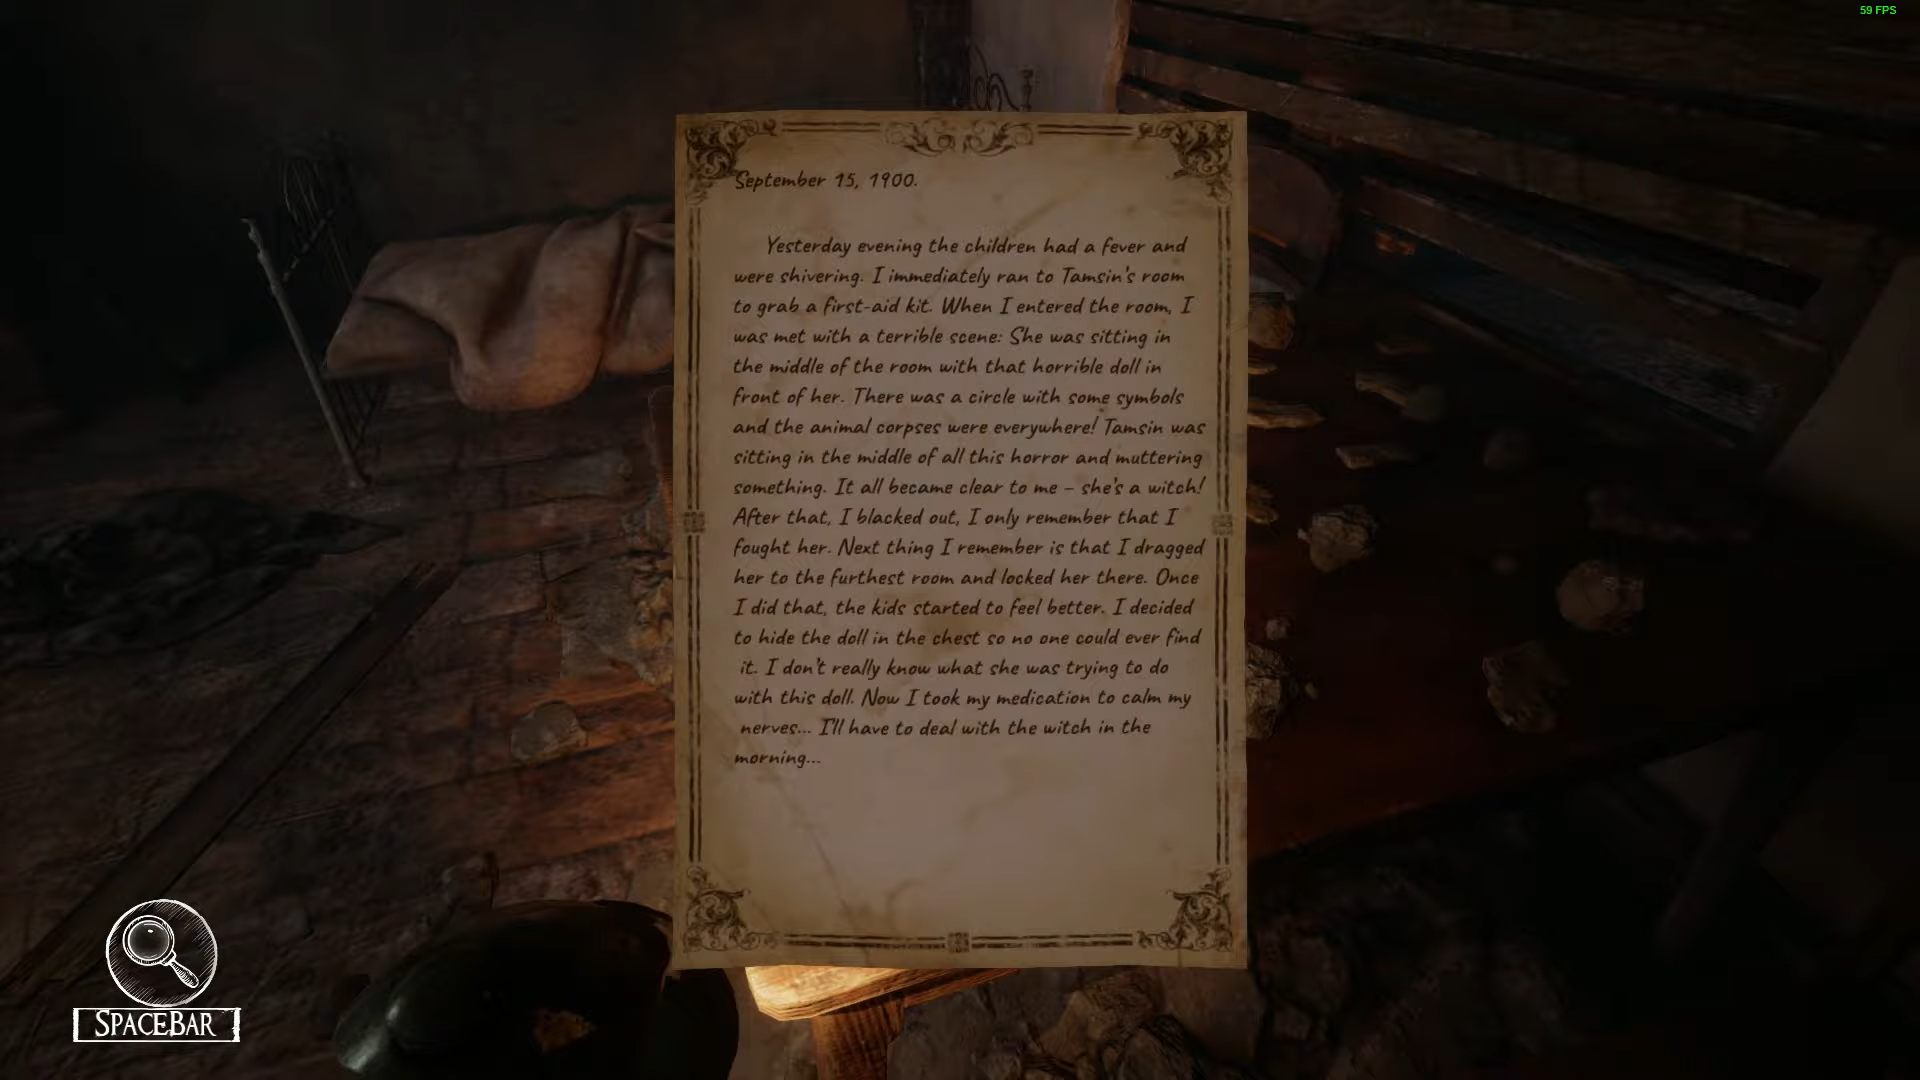 59 FPS
September 15, 1900.
Yesterday evening the children had a fever and
were shivering. I immediately ran to Tamsin's room
to grab a first-aid kit. When I entered the room, I
was met with a terrible scene: She was sitting in
the middle of the room with that horrible doll in
front of her. There was a circle with some symbols
and the animal corpses were everywhere! Tamsin was
sitting in the middle of all this horror and muttering
something. It all became clear to me – she's a witch!
After that, I blacked out, I only remember that I
fought her. Next thing I remember is that I dragged
her to the furthest room and locked her there. Once
I did that, the kids started to feel better. I decided
to hide the doll in the chest so no one could ever find
it. I don't really know what she was trying to do
with this doll. Now I took my medication to calm my
nerves... I'll have to deal with the witch in the
morning...
SPACEBAR